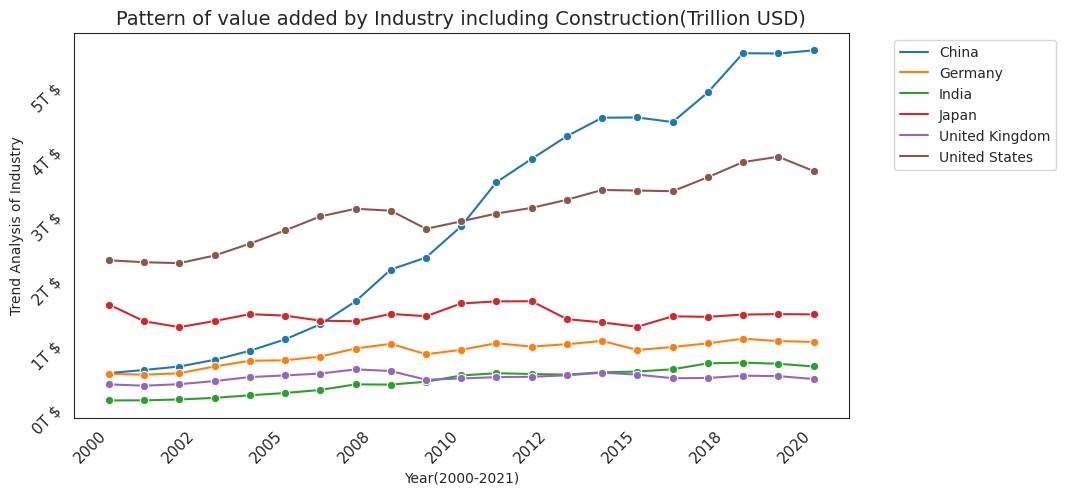 Pattern of value added by Industry including Construction(Trillion USD)
China
Germany
India
Japan
United Kingdom
United States
5T $
4T $
3T $
2T $
1T $
0T $
Trend Analysis of Industry
2000
2002
2005
2008
2010
2012
2015
2018
2020
Year(2000-2021)